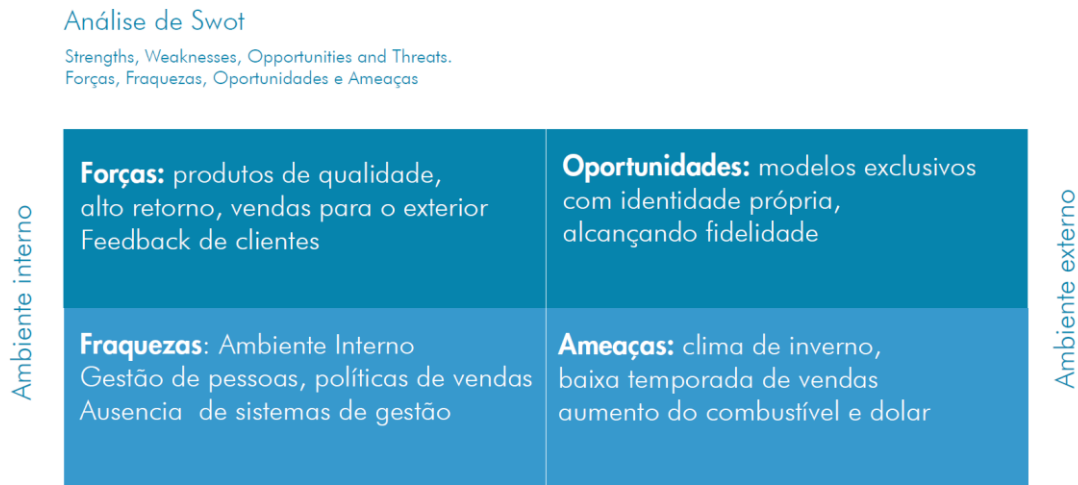 Análise de Swot
Strengths, Weaknesses, Opportunities and Threats.
Forças, Fraquezas, Oportunidades e Ameaças
Ambiente interno
Forças: produtos de qualidade,
alto retorno, vendas para o exterior
Feedback de clientes
Oportunidades: modelos exclusivos
com identidade própria,
alcançando fidelidade
Fraquezas: Ambiente Interno
Gestão de pessoas, políticas de vendas
Ausencia de sistemas de gestão
Ameaças: clima de inverno,
baixa temporada de vendas
aumento do combustível e dolar
Ambiente externo